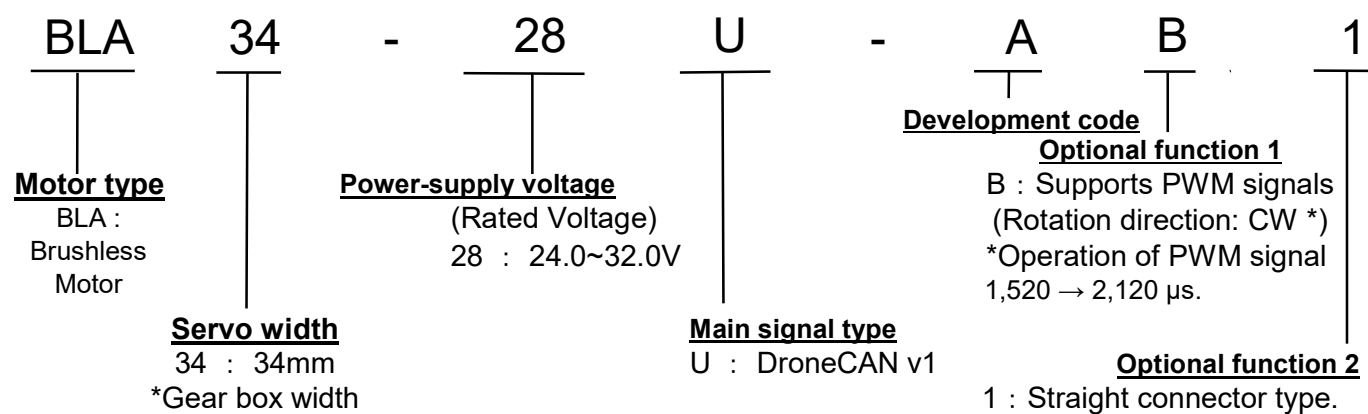 BLA 34 - 28 U - A B 1
Development code
Optional function 1
B : Supports PWM signals
(Rotation direction: CW *)
*Operation of PWM signal
1,520 → 2,120 µs.
Motor type
BLA :
Brushless
Motor
Power-supply voltage
(Rated Voltage)
28 : 24.0~32.0V
Servo width
34 : 34mm
*Gear box width
Main signal type
U : DroneCAN v1
Optional function 2
1 : Straight connector type.